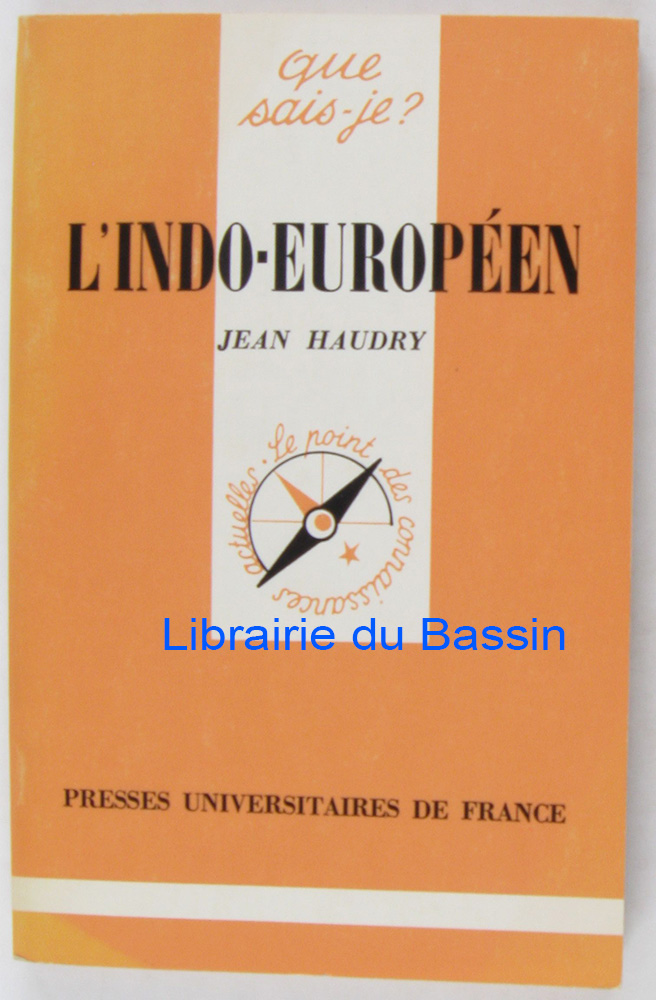 que
sais-je?
L'INDO-EUROPÉEN
JEAN HAUDRY
Le point des connaissances actuelles.
Librairie du Bassin
PRESSES UNIVERSITAIRES DE FRANCE